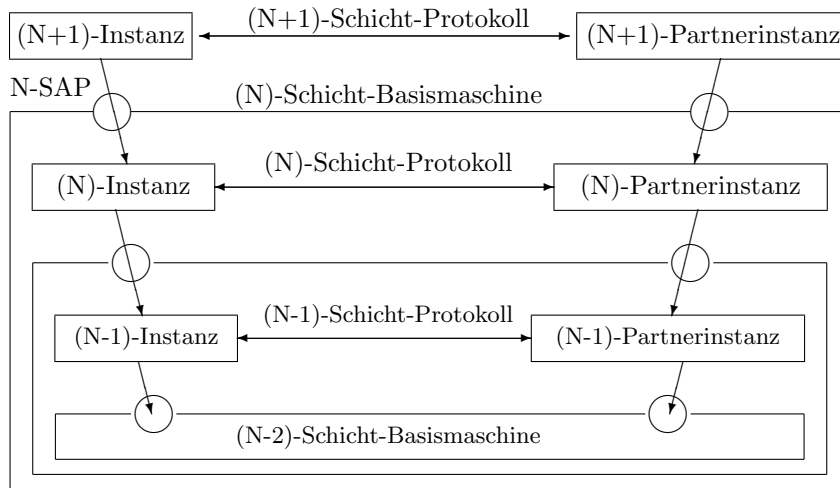 (N+1)-Instanz (N+1)-Schicht-Protokoll (N+1)-Partnerinstanz
N-SAP (N)-Schicht-Basismaschine
(N)-Instanz (N)-Schicht-Protokoll (N)-Partnerinstanz
(N-1)-Instanz (N-1)-Schicht-Protokoll (N-1)-Partnerinstanz
(N-2)-Schicht-Basismaschine